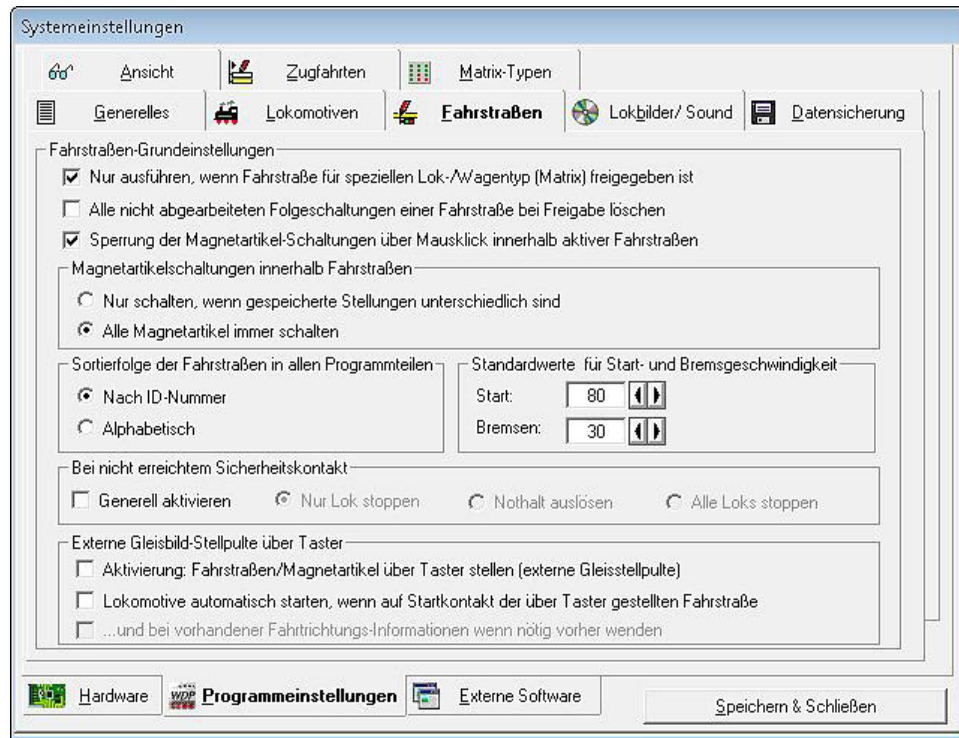 Systemeinstellungen
Ansicht Zugfahrten Matrix-Typen
Generelles Lokomotiven Fahrstraßen Lokbilder/ Sound Datensicherung
Fahrstraßen-Grundeinstellungen
Nur ausführen, wenn Fahrstraße für speziellen Lok-/Wagentyp (Matrix) freigegeben ist
Alle nicht abgearbeiteten Folgeschaltungen einer Fahrstraße bei Freigabe löschen
Sperrung der Magnetartikel-Schaltungen über Mausklick innerhalb aktiver Fahrstraßen
Magnetartikelschaltungen innerhalb Fahrstraßen
Nur schalten, wenn gespeicherte Stellungen unterschiedlich sind
Alle Magnetartikel immer schalten
Sortierfolge der Fahrstraßen in allen Programmteilen
Nach ID-Nummer
Alphabetisch
Standardwerte für Start- und Bremsgeschwindigkeit
Start: 80
Bremsen: 30
Bei nicht erreichtem Sicherheitskontakt
Generell aktivieren Nur Lok stoppen Nothalt auslösen Alle Loks stoppen
Externe Gleisbild-Stellpulte über Taster
Aktivierung: Fahrstraßen/Magnetartikel über Taster stellen (externe Gleisstellpulte)
Lokomotive automatisch starten, wenn auf Startkontakt der über Taster gestellten Fahrstraße
...und bei vorhandener Fahrtrichtungs-Informationen wenn nötig vorher wenden
Hardware WDP Programmeinstellungen Externe Software
Speichern & Schließen